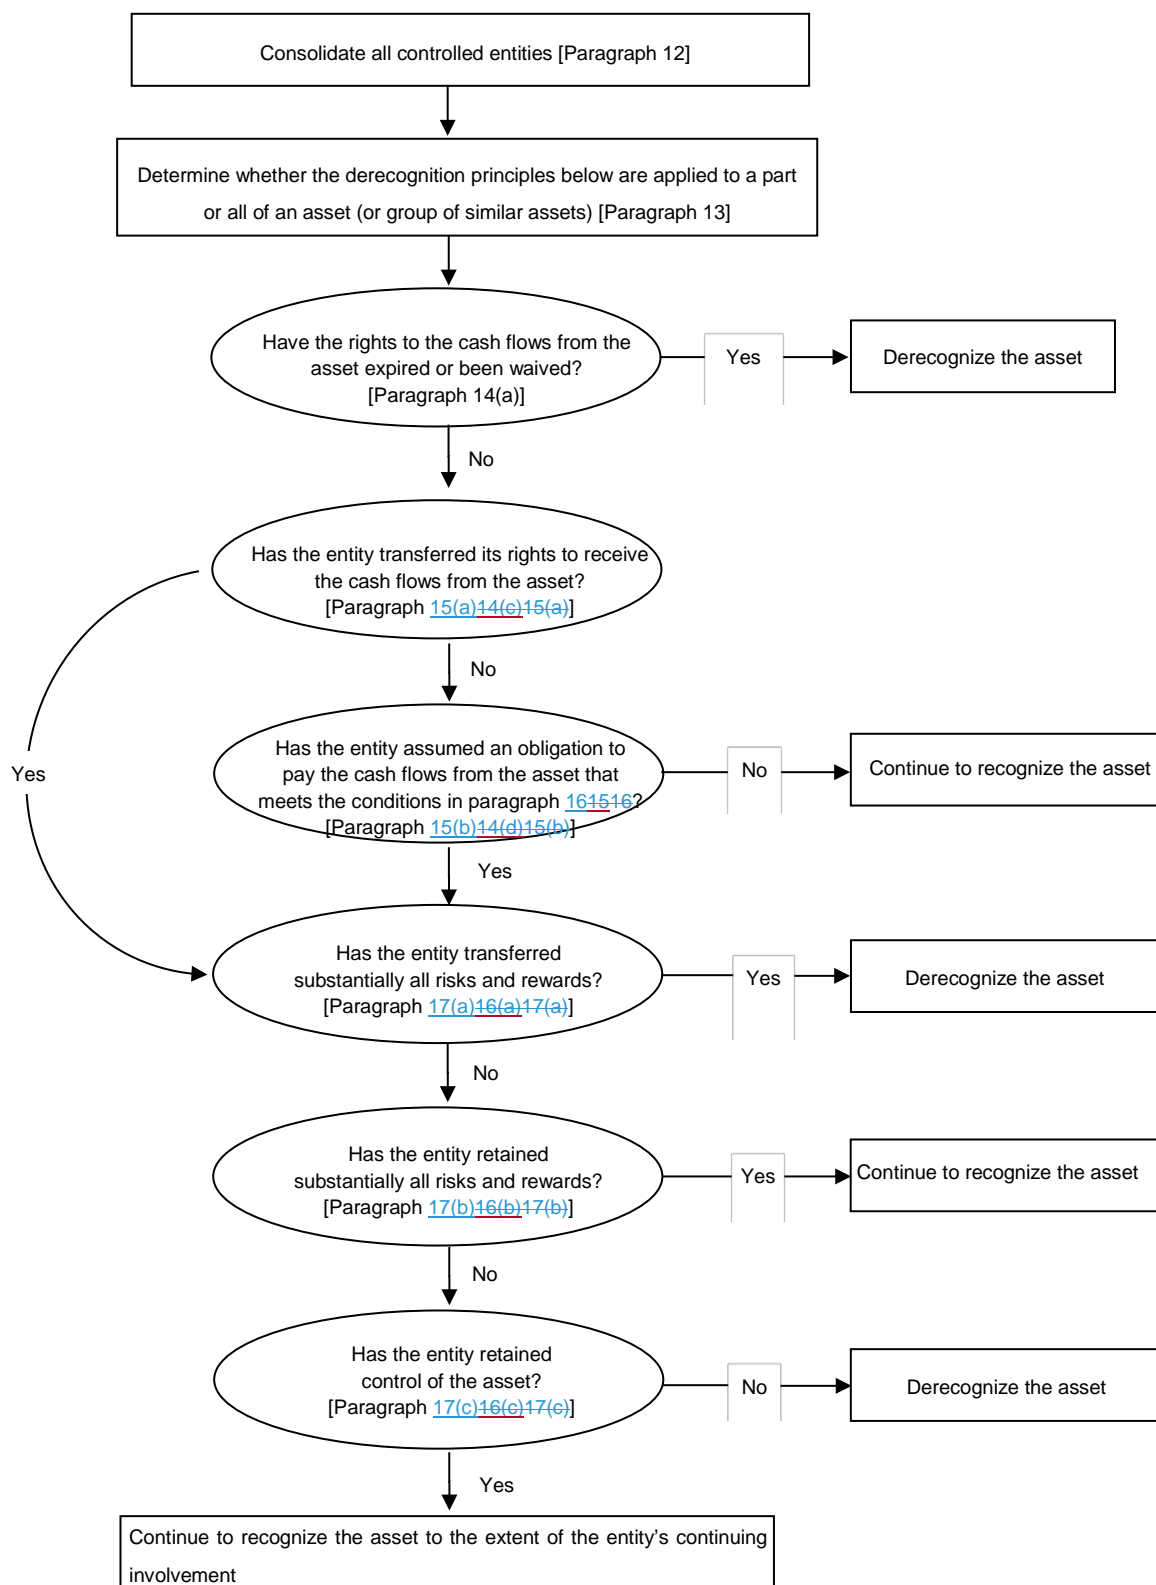 Consolidate all controlled entities [Paragraph 12]
Determine whether the derecognition principles below are applied to a part
or all of an asset (or group of similar assets) [Paragraph 13]
Have the rights to the cash flows from the
asset expired or been waived?
[Paragraph 14(a)]
Yes
Derecognize the asset
No
Has the entity transferred its rights to receive
the cash flows from the asset?
[Paragraph 15(a)14(c)15(a)]
No
Yes
Has the entity assumed an obligation to
pay the cash flows from the asset that
meets the conditions in paragraph 161516?
[Paragraph 15(b)14(d)15(b)]
No
Continue to recognize the asset
Yes
Has the entity transferred
substantially all risks and rewards?
[Paragraph 17(a)16(a)17(a)]
Yes
Derecognize the asset
No
Has the entity retained
substantially all risks and rewards?
[Paragraph 17(b)16(b)17(b)]
Yes
Continue to recognize the asset
No
Has the entity retained
control of the asset?
[Paragraph 17(c)16(c)17(c)]
No
Derecognize the asset
Yes
Continue to recognize the asset to the extent of the entity's continuing
involvement